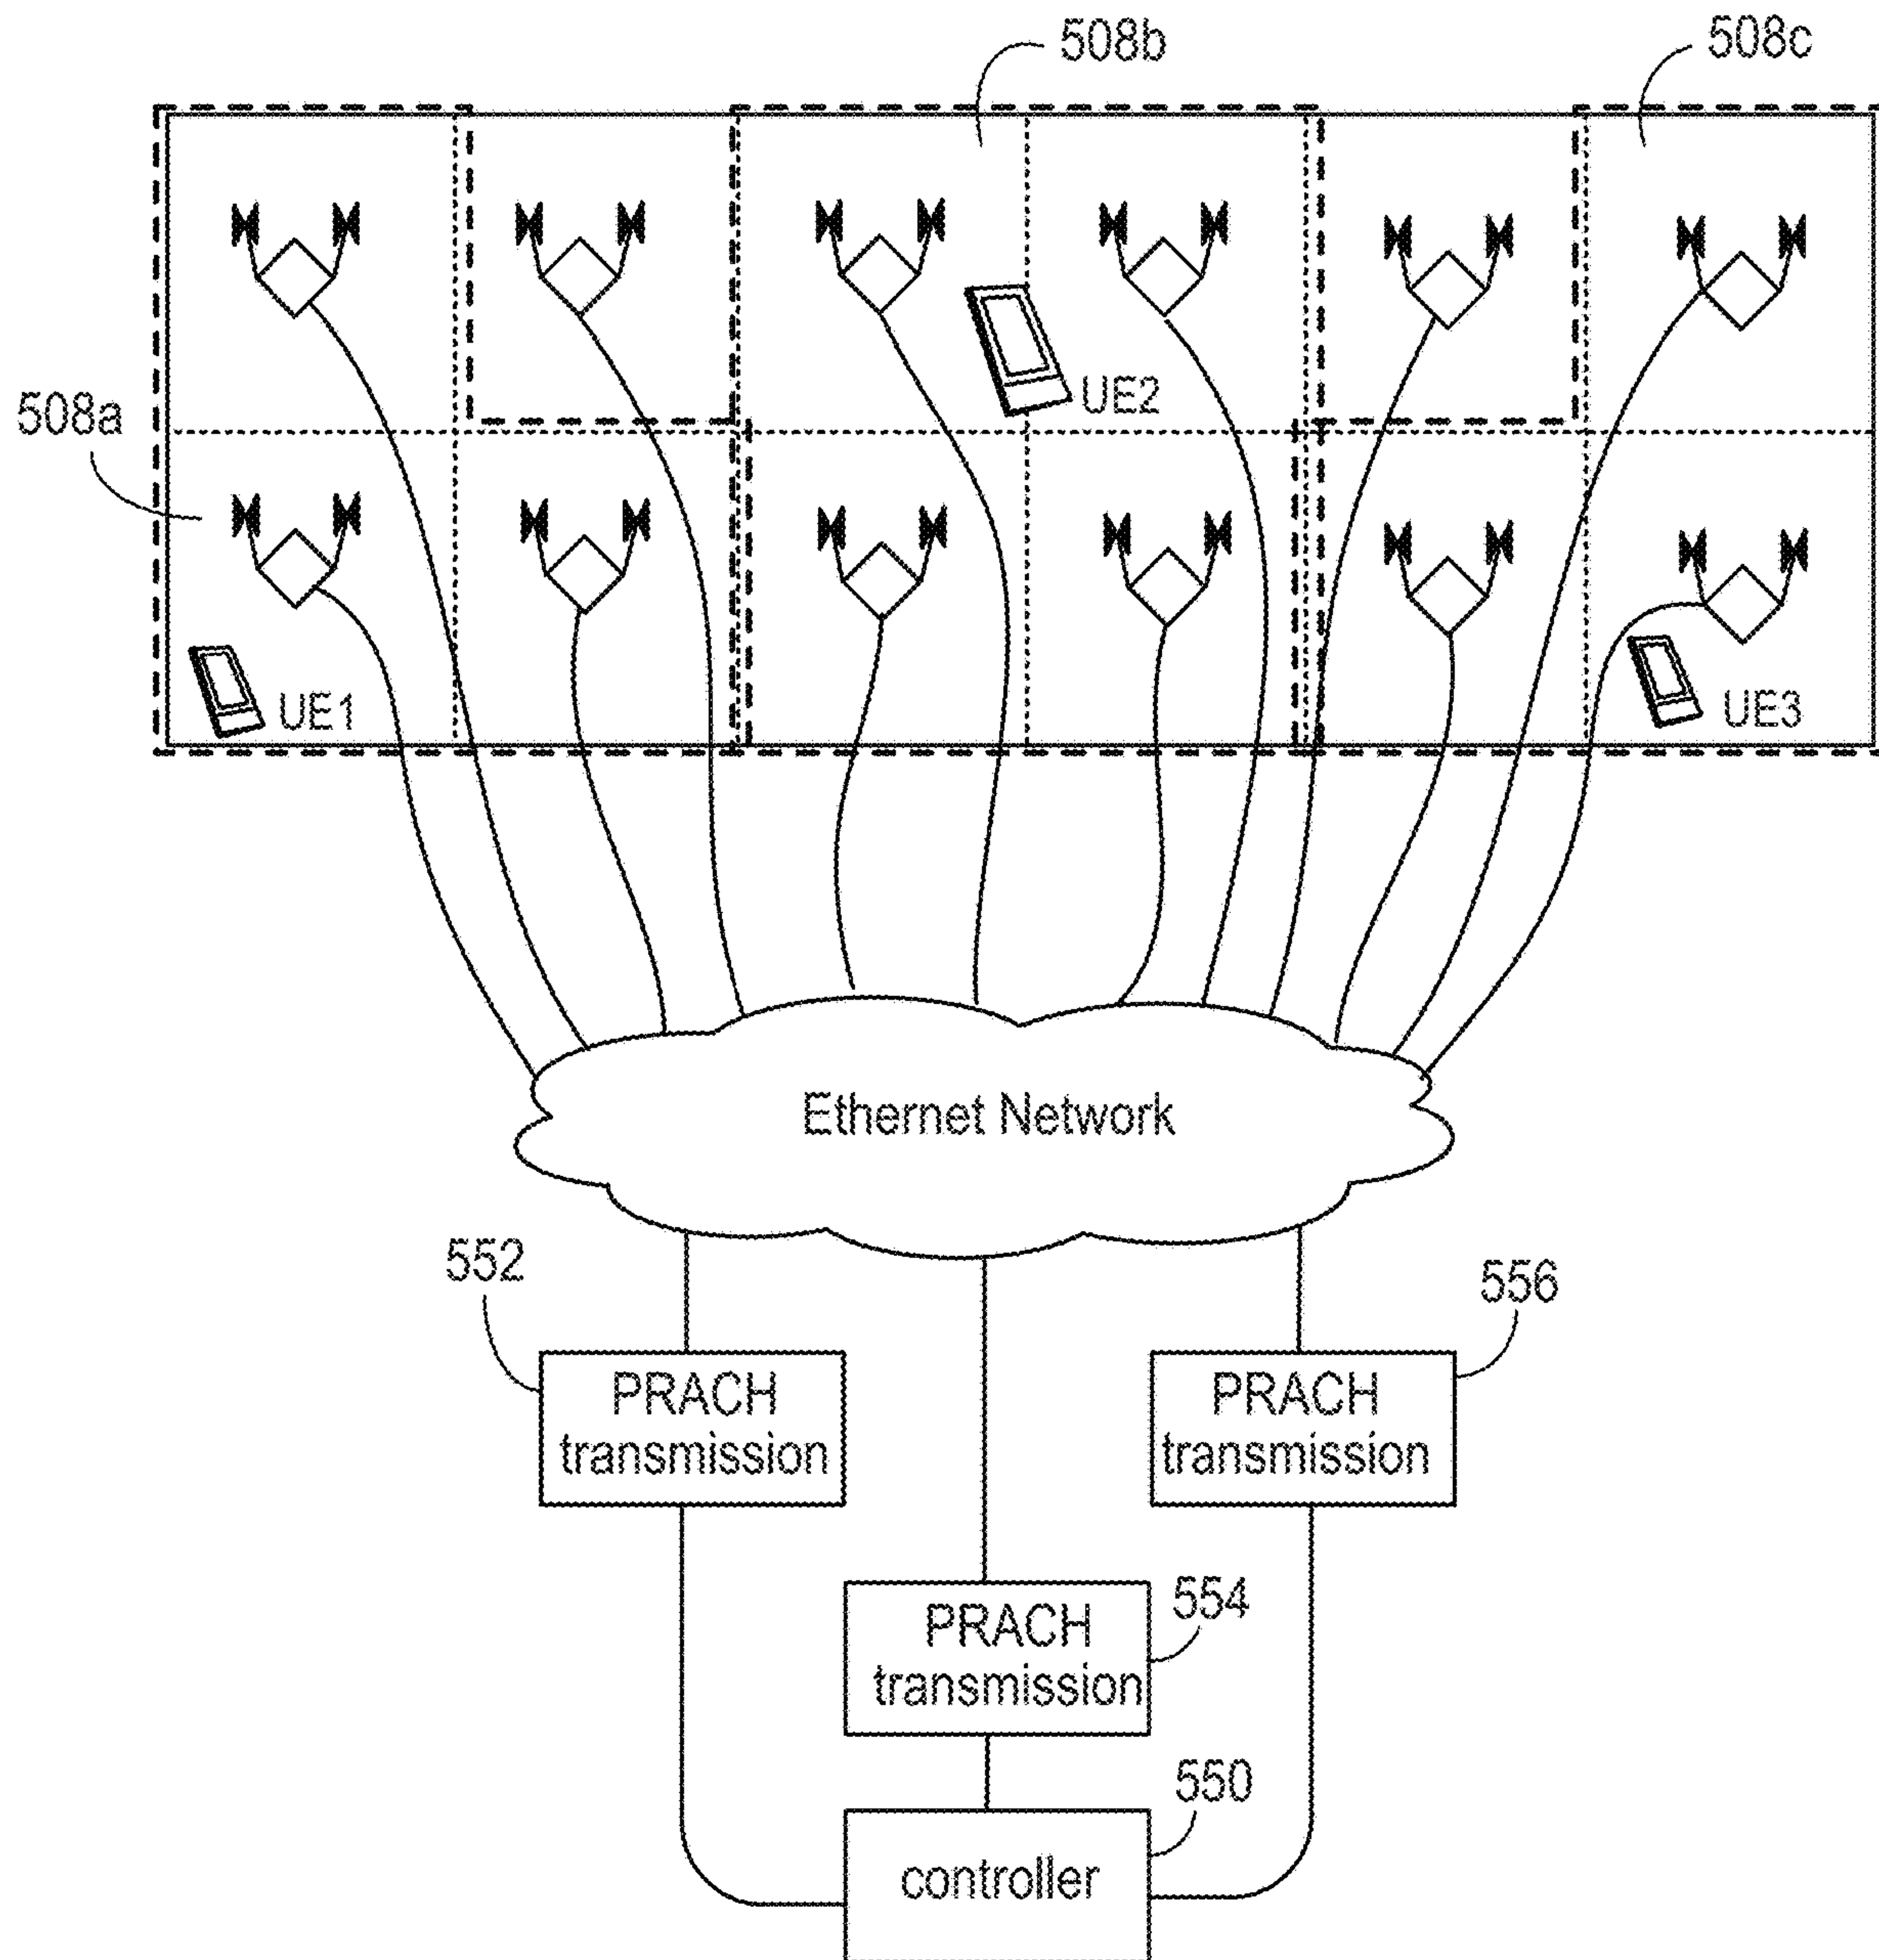 508b
508c
508a
UE2
UE1
UE3
Ethernet Network
552
556
PRACH
transmission
PRACH
transmission
554
PRACH
transmission
550
controller